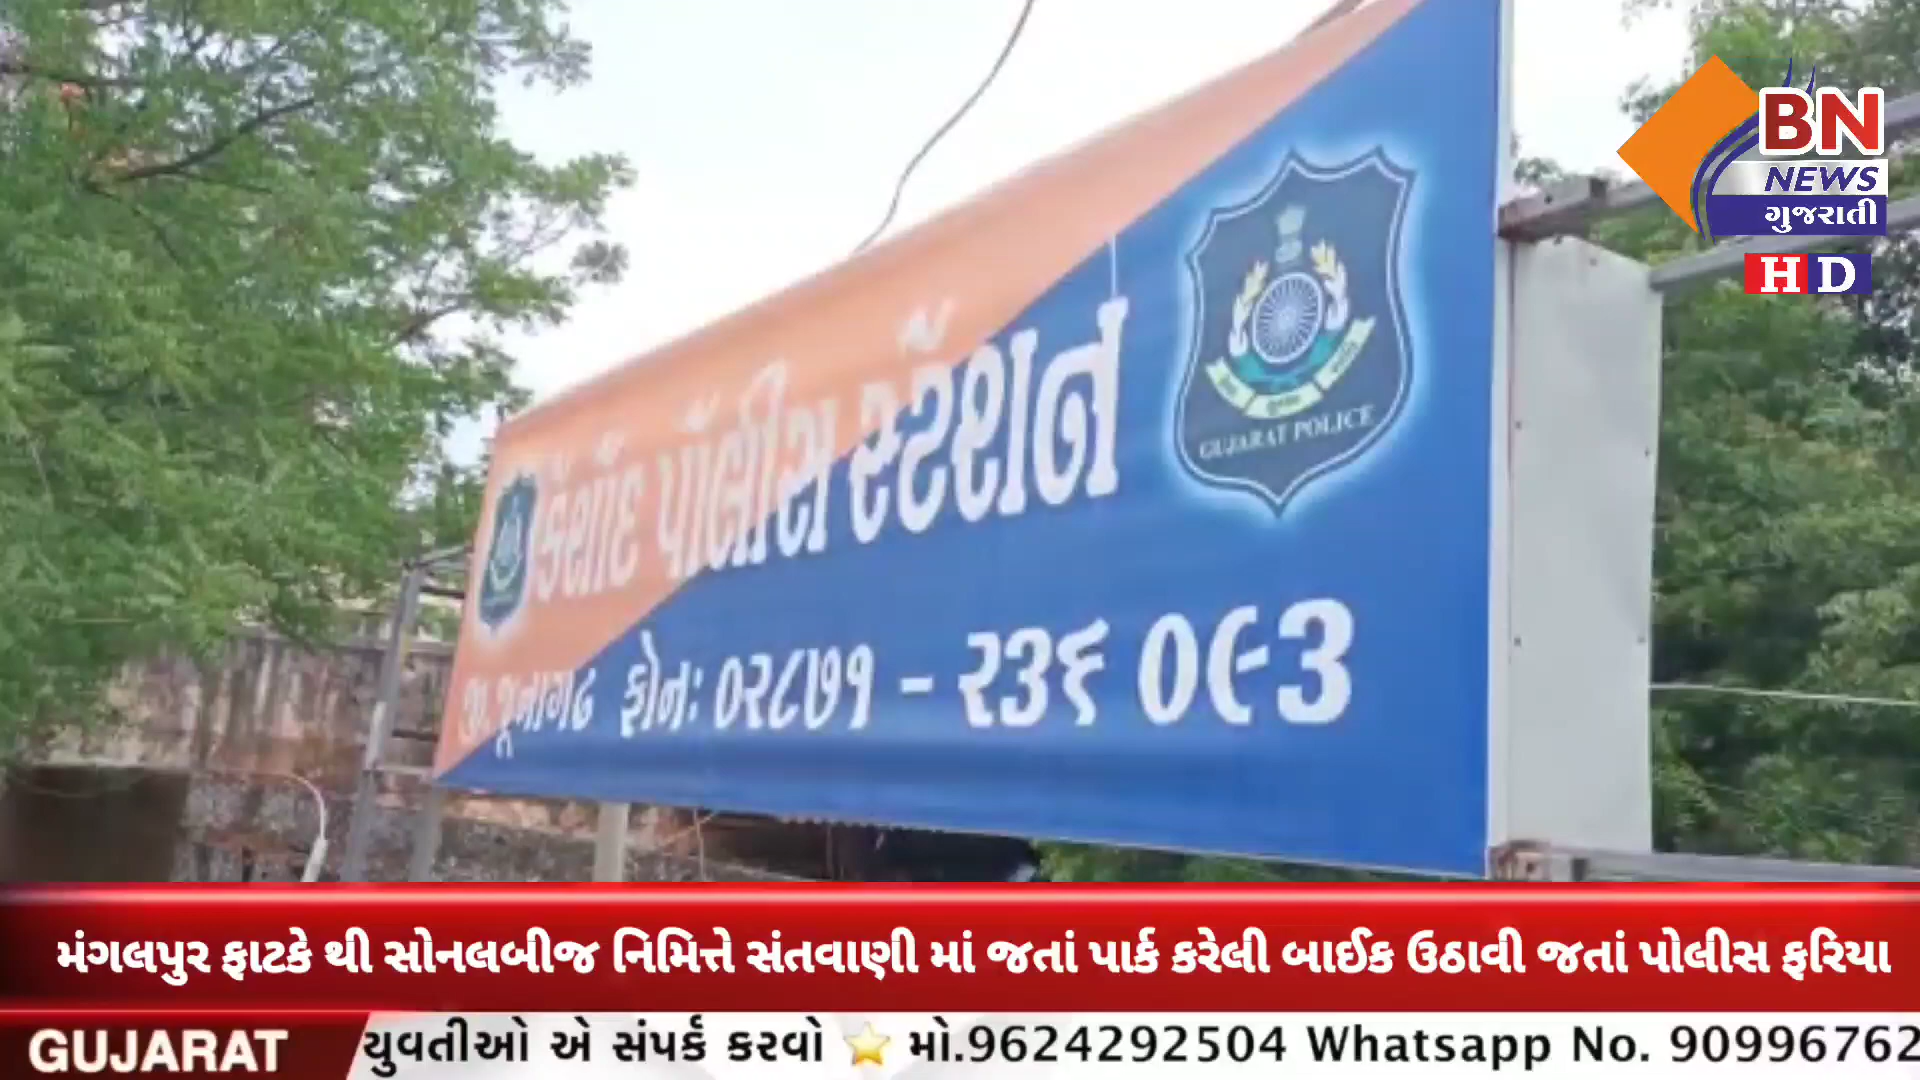 BN
NEWS
ગુજરાતી
HD
કેશોદ પોલીસ સ્ટેશન
જી.જૂનાગઢ ફોન: ૦૨૮૭૧ - ૨૩૬ ૦૯૩
GUJARAT POLICE
મંગલપુર ફાટકે થી સોનલબીજ નિમિત્તે સંતવાણી માં જતાં પાર્ક કરેલી બાઈક ઉઠાવી જતાં પોલીસ ફરિયા
GUJARAT યુવતીઓ એ સંપર્ક કરવો ⭐ મો.9624292504 Whatsapp No. 90996762